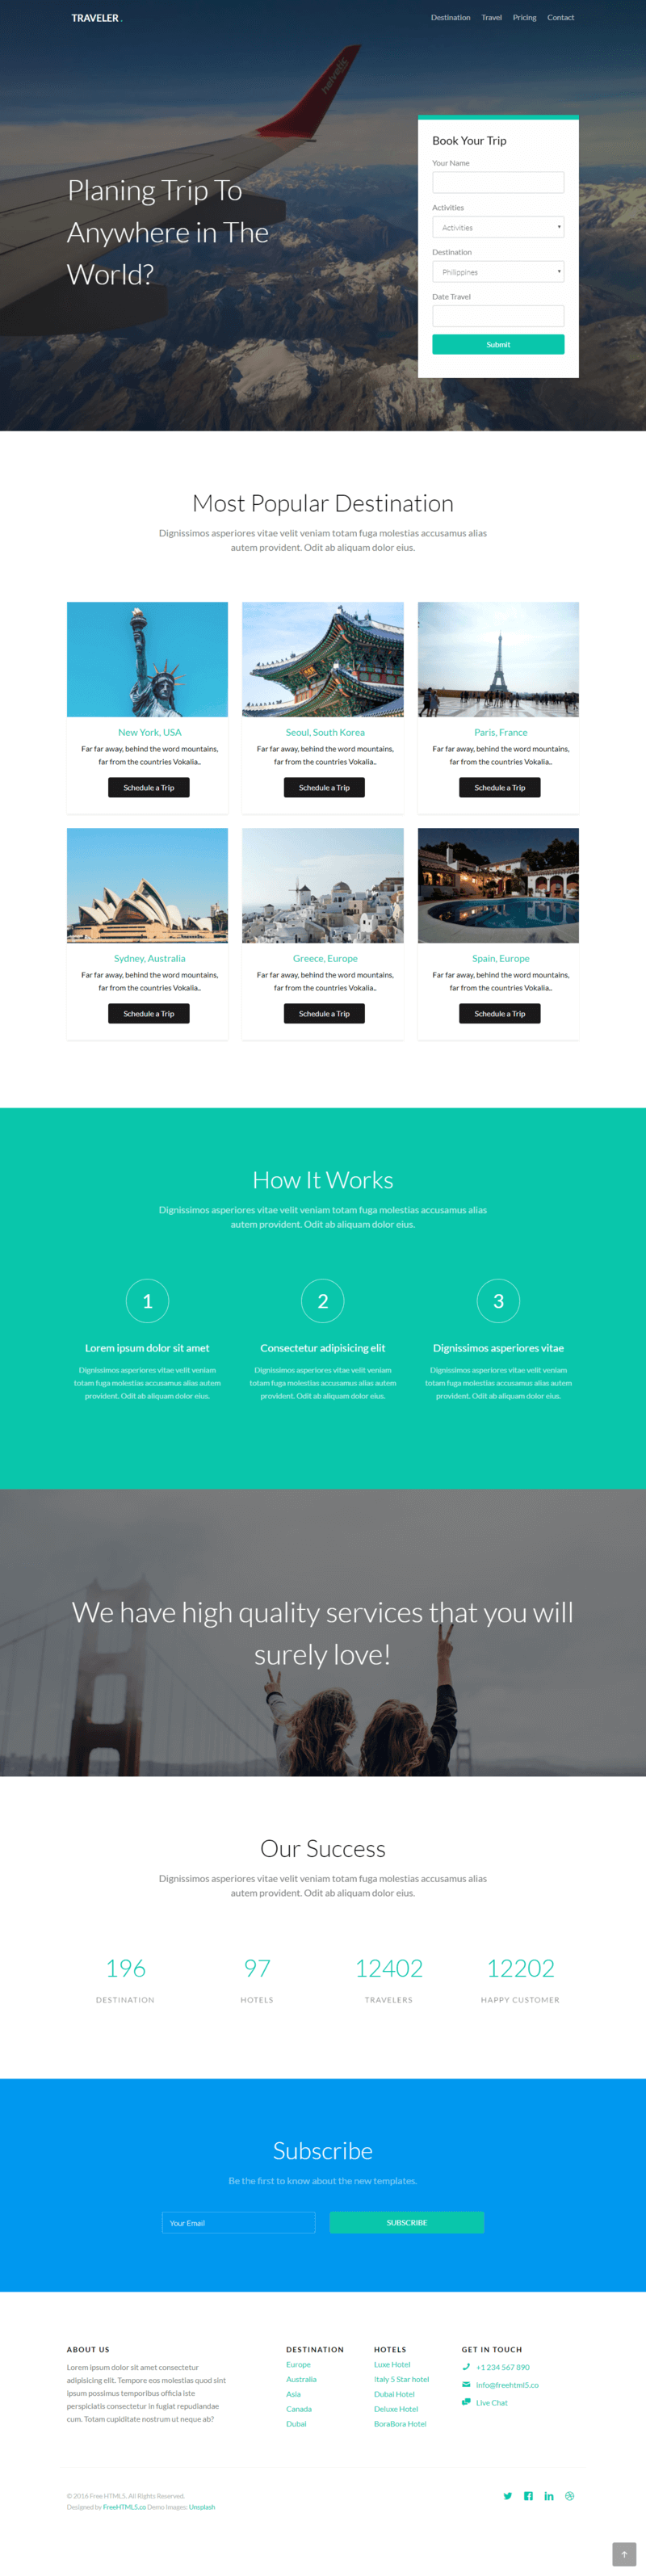 TRAVELER .
Destination Travel Pricing Contact
helvetic
Planing Trip To
Anywhere in The
World?
Book Your Trip
Your Name
Activities
Activities
Destination
Philippines
Date Travel
Submit
Most Popular Destination
Dignissimos asperiores vitae velit veniam totam fuga molestias accusamus alias
autem provident. Odit ab aliquam dolor eius.
New York, USA
Far far away, behind the word mountains,
far from the countries Vokalia..
Schedule a Trip
Seoul, South Korea
Far far away, behind the word mountains,
far from the countries Vokalia..
Schedule a Trip
Paris, France
Far far away, behind the word mountains,
far from the countries Vokalia..
Schedule a Trip
Sydney, Australia
Far far away, behind the word mountains,
far from the countries Vokalia..
Schedule a Trip
Greece, Europe
Far far away, behind the word mountains,
far from the countries Vokalia..
Schedule a Trip
Spain, Europe
Far far away, behind the word mountains,
far from the countries Vokalia..
Schedule a Trip
How It Works
Dignissimos asperiores vitae velit veniam totam fuga molestias accusamus alias
autem provident. Odit ab aliquam dolor eius.
1
Lorem ipsum dolor sit amet
Dignissimos asperiores vitae velit veniam
totam fuga molestias accusamus alias autem
provident. Odit ab aliquam dolor eius.
2
Consectetur adipisicing elit
Dignissimos asperiores vitae velit veniam
totam fuga molestias accusamus alias autem
provident. Odit ab aliquam dolor eius.
3
Dignissimos asperiores vitae
Dignissimos asperiores vitae velit veniam
totam fuga molestias accusamus alias autem
provident. Odit ab aliquam dolor eius.
We have high quality services that you will
surely love!
Our Success
Dignissimos asperiores vitae velit veniam totam fuga molestias accusamus alias
autem provident. Odit ab aliquam dolor eius.
196
DESTINATION
97
HOTELS
12402
TRAVELERS
12202
HAPPY CUSTOMER
Subscribe
Be the first to know about the new templates.
Your Email
SUBSCRIBE
ABOUT US
Lorem ipsum dolor sit amet consectetur
adipisicing elit. Tempore eos molestias quod sint
ipsum possimus temporibus officia iste
perspiciatis consectetur in fugiat repudiandae
cum. Totam cupiditate nostrum ut neque ab?
DESTINATION
Europe
Australia
Asia
Canada
Dubai
HOTELS
Luxe Hotel
Italy 5 Star hotel
Dubai Hotel
Deluxe Hotel
BoraBora Hotel
GET IN TOUCH
+1 234 567 890
info@freehtml5.co
Live Chat
© 2016 Free HTML5. All Rights Reserved.
Designed by FreeHTML5.co Demo Images: Unsplash